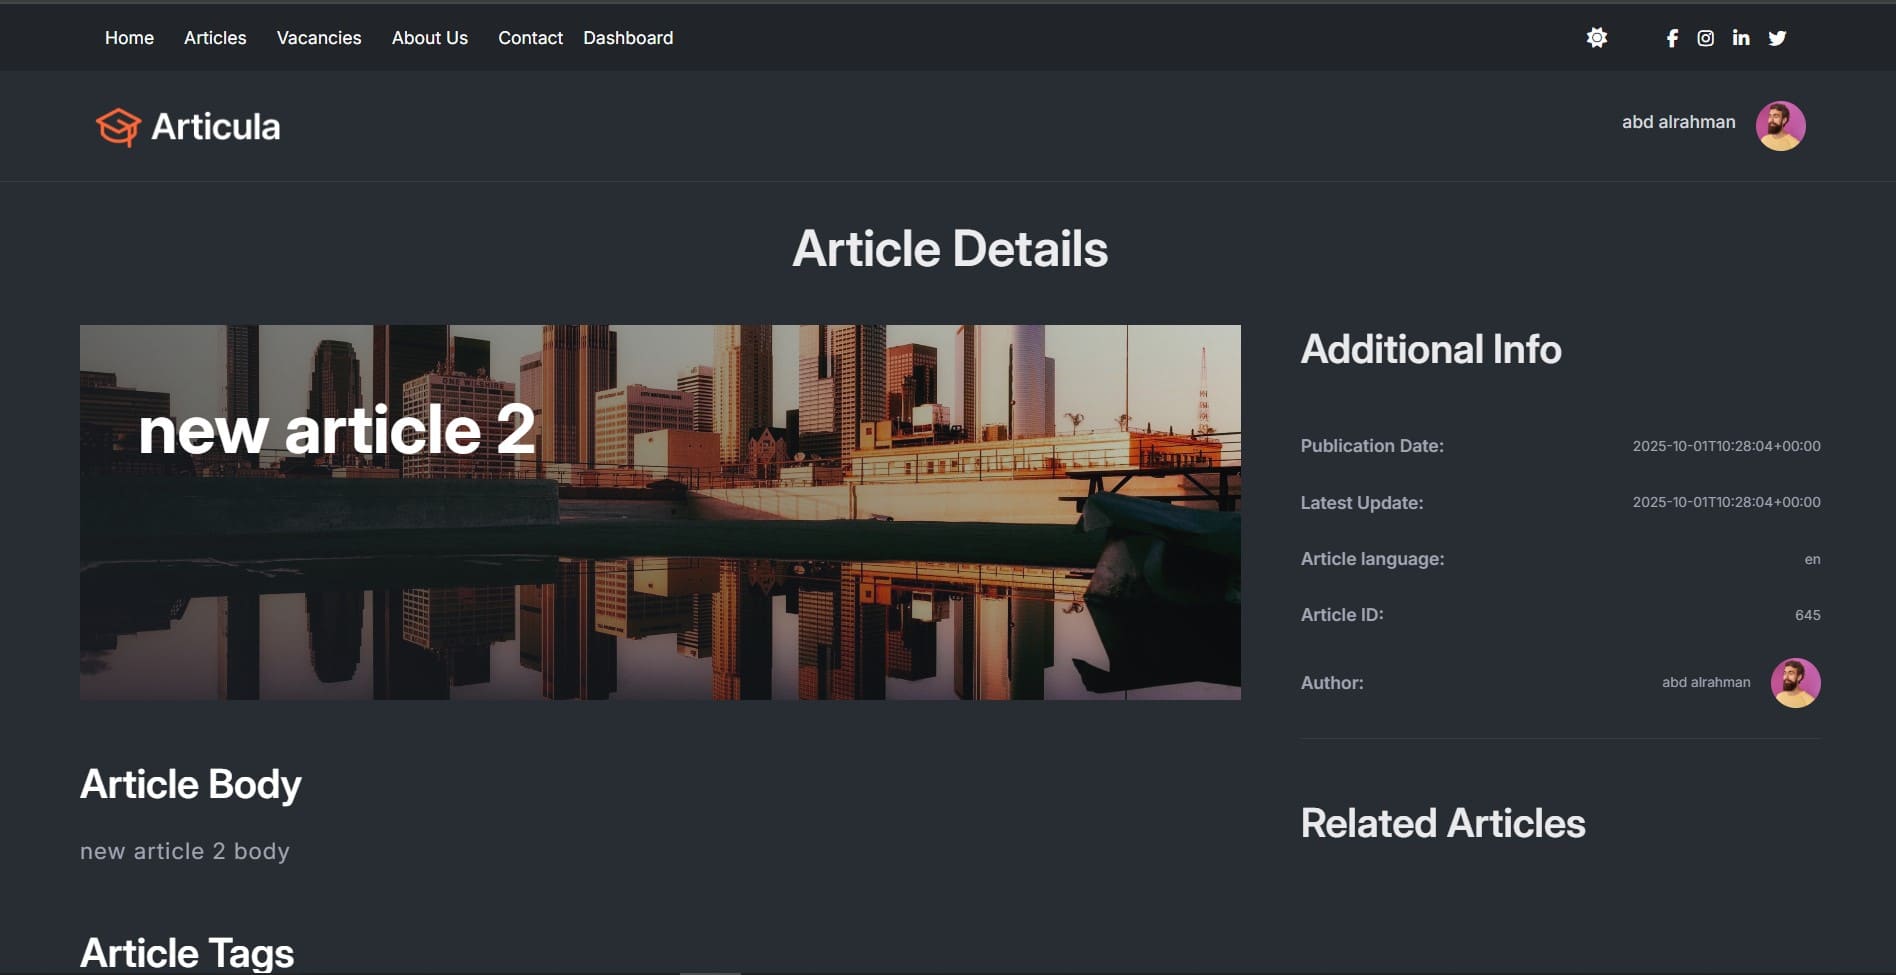 Home Articles Vacancies About Us Contact Dashboard
Articula
abd alrahman
Article Details
ONE WILSHIRE
new article 2
Additional Info
Publication Date: 2025-10-01T10:28:04+00:00
Latest Update: 2025-10-01T10:28:04+00:00
Article language: en
Article ID: 645
Author: abd alrahman
Article Body
new article 2 body
Related Articles
Article Tags